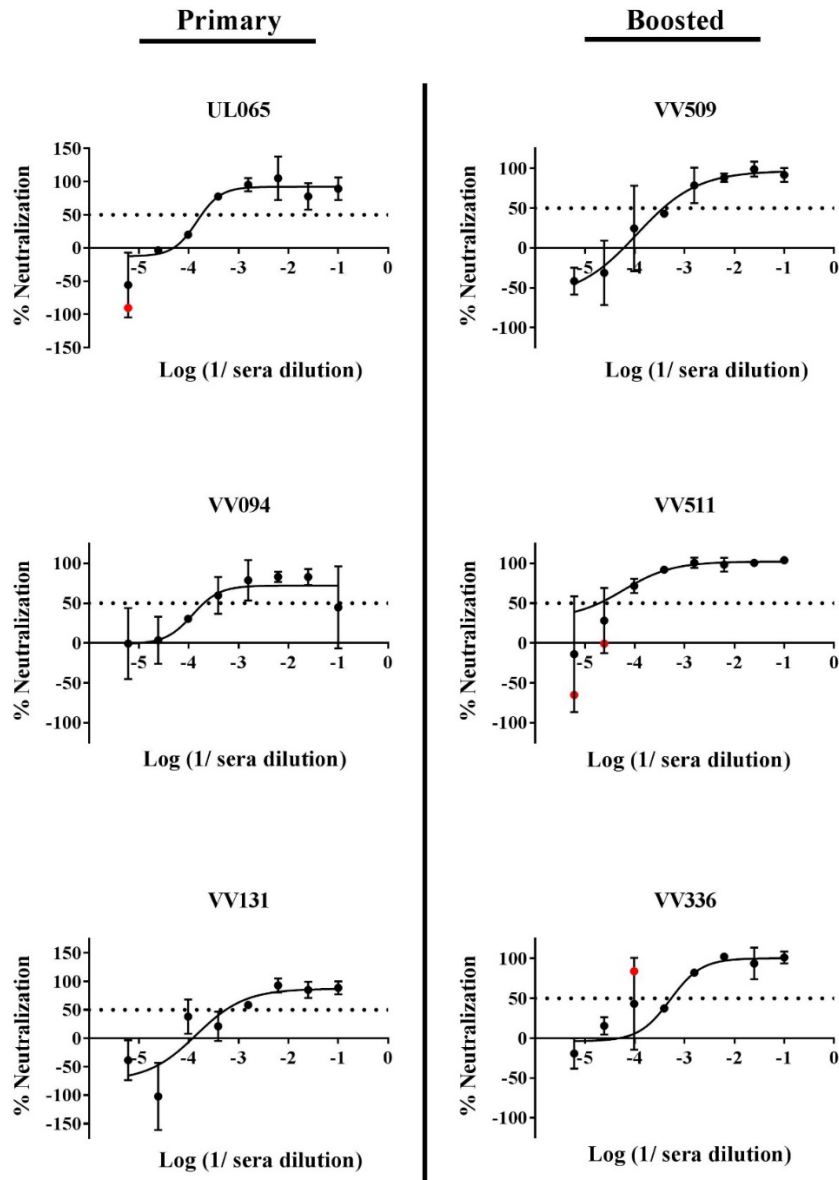 Primary
Boosted
UL065
150
100
50
0
-50
-100
-150
-5 -4 -3 -2 -1 0
% Neutralization
Log (1/ sera dilution)
VV509
100
50
0
-50
-100
-5 -4 -3 -2 -1 0
% Neutralization
Log (1/ sera dilution)
VV094
100
50
0
-50
-100
-5 -4 -3 -2 -1 0
% Neutralization
Log (1/ sera dilution)
VV511
100
50
0
-50
-100
-5 -4 -3 -2 -1 0
% Neutralization
Log (1/ sera dilution)
VV131
150
100
50
0
-50
-100
-150
-5 -4 -3 -2 -1 0
% Neutralization
Log (1/ sera dilution)
VV336
100
50
0
-50
-100
-5 -4 -3 -2 -1 0
% Neutralization
Log (1/ sera dilution)